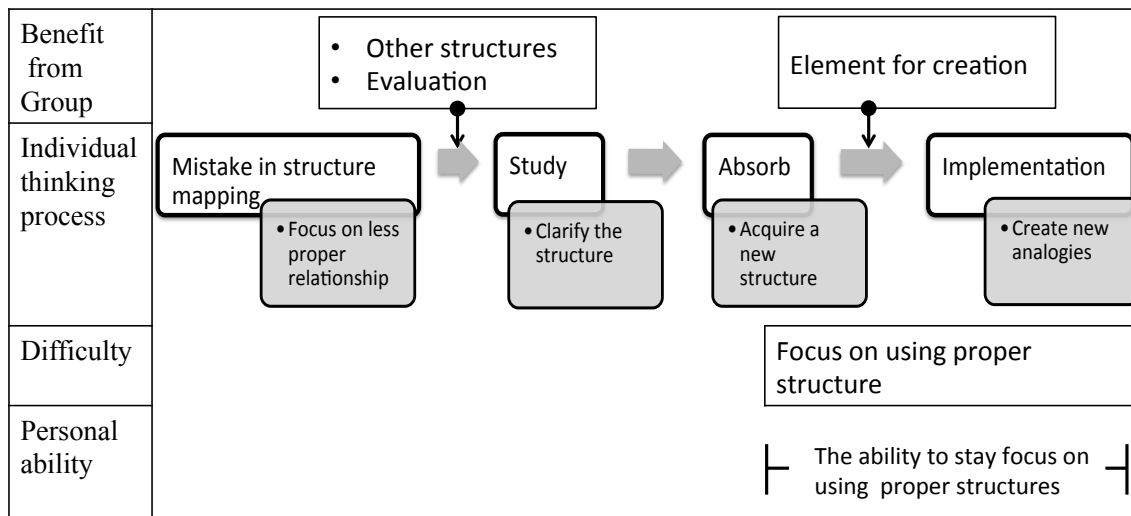 Benefit
from
Group
• Other structures
• Evaluation
Element for creation
Individual
thinking
process
Mistake in structure
mapping
• Focus on less
proper
relationship
Study
• Clarify the
structure
Absorb
• Acquire a
new
structure
Implementation
• Create new
analogies
Difficulty
Focus on using proper
structure
Personal
ability
The ability to stay focus on
using proper structures